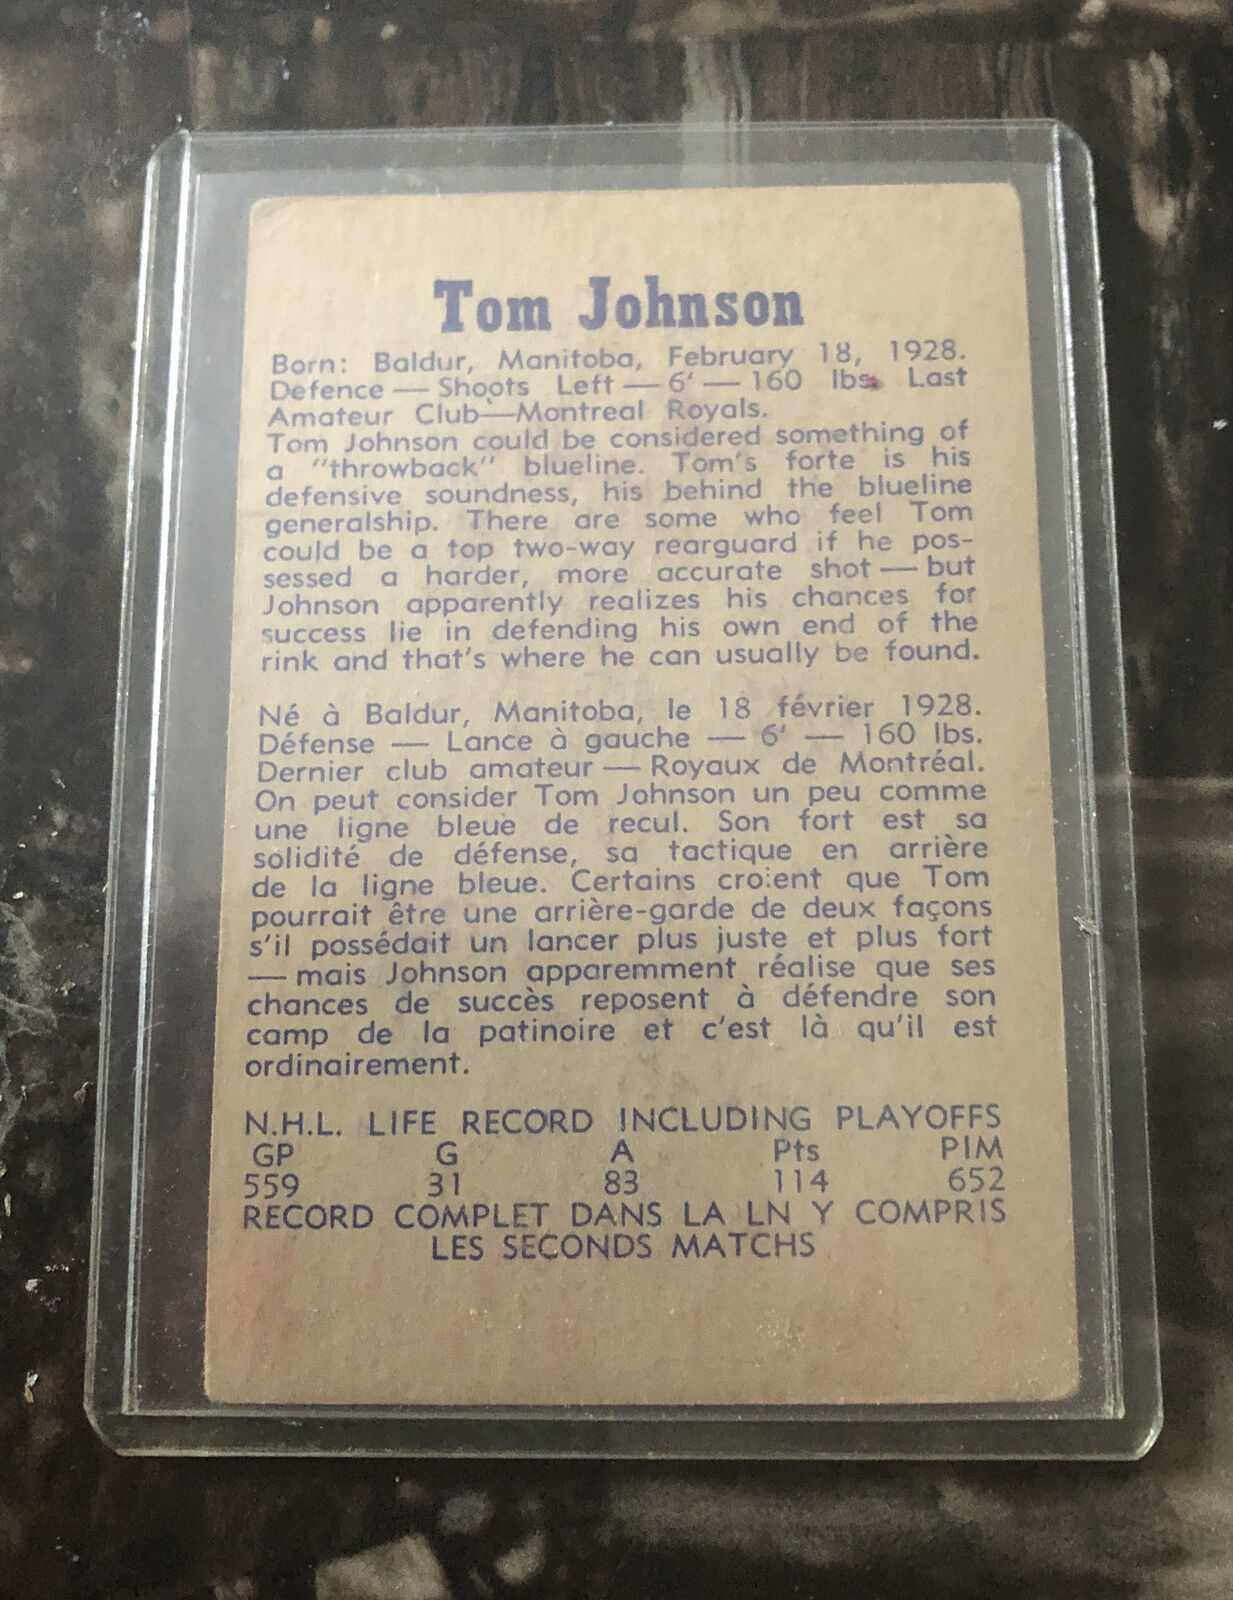 Tom Johnson
Born: Baldur, Manitoba, February 18, 1928.
Defence — Shoots Left — 6' — 160 lbs. Last
Amateur Club—Montreal Royals.
Tom Johnson could be considered something of
a "throwback" blueline. Tom's forte is his
defensive soundness, his behind the blueline
generalship. There are some who feel Tom
could be a top two-way rearguard if he pos-
sessed a harder, more accurate shot — but
Johnson apparently realizes his chances for
success lie in defending his own end of the
rink and that's where he can usually be found.
Né à Baldur, Manitoba, le 18 février 1928.
Défense — Lance à gauche — 6' — 160 lbs.
Dernier club amateur — Royaux de Montréal.
On peut consider Tom Johnson un peu comme
une ligne bleue de recul. Son fort est sa
solidité de défense, sa tactique en arrière
de la ligne bleue. Certains croient que Tom
pourrait être une arrière-garde de deux façons
s'il possédait un lancer plus juste et plus fort
— mais Johnson apparemment réalise que ses
chances de succès reposent à défendre son
camp de la patinoire et c'est là qu'il est
ordinairement.
N.H.L. LIFE RECORD INCLUDING PLAYOFFS
GP G A Pts PIM
559 31 83 114 652
RECORD COMPLET DANS LA LN Y COMPRIS
LES SECONDS MATCHS